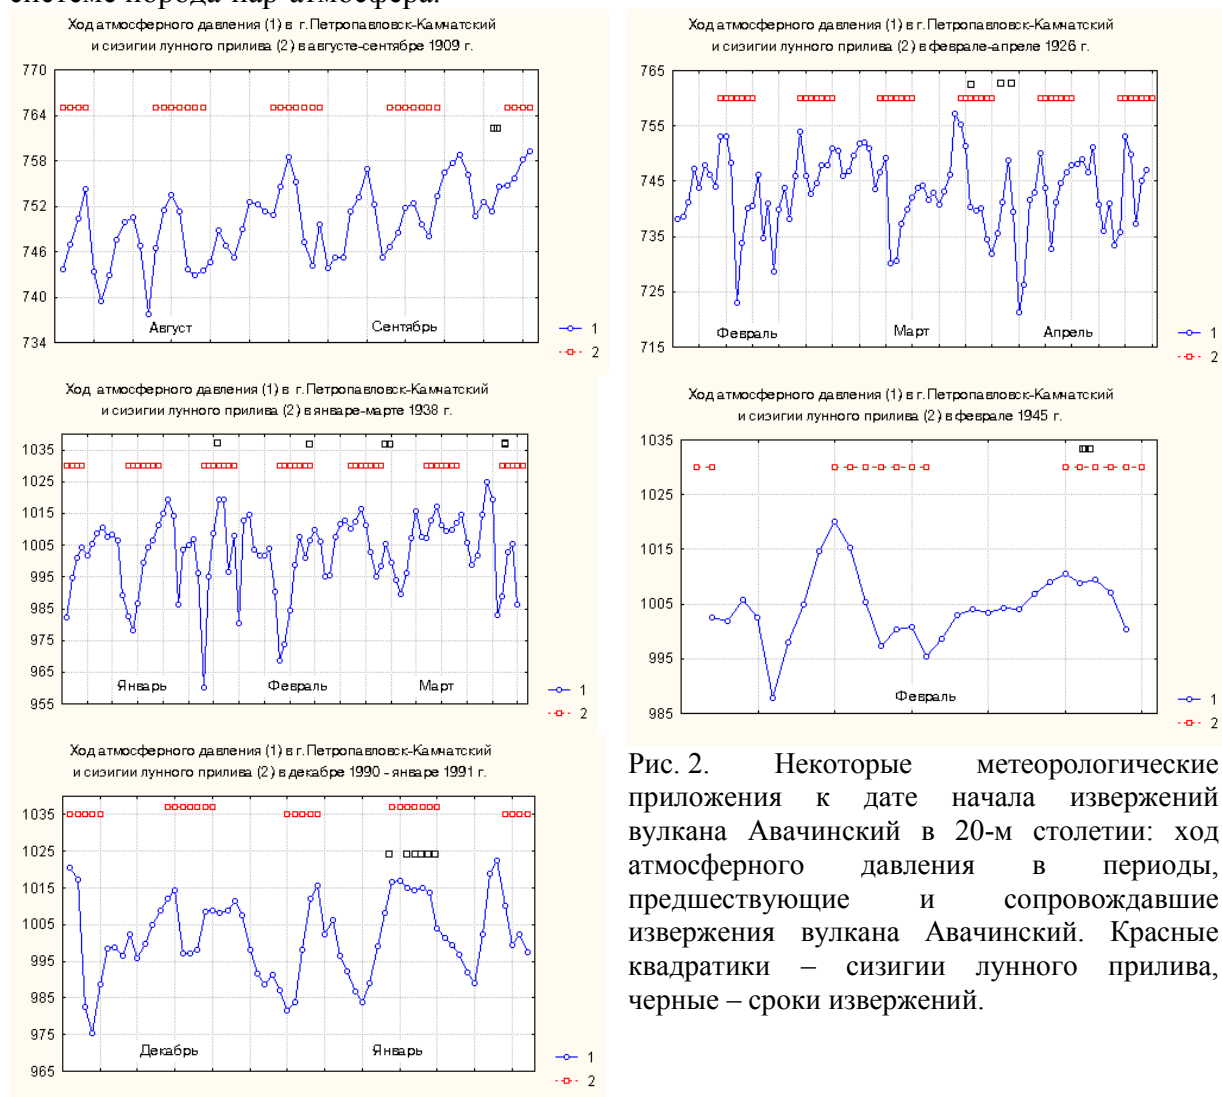 системе порода-пар-атмосфера.
Ход атмосферного давления (1) в г.Петропавловск-Камчатский
и сизигии лунного прилива (2) в августе-сентябре 1909 г.
770
764
758
752
746
740
734
Август
Сентябрь
1
2
Ход атмосферного давления (1) в г.Петропавловск-Камчатский
и сизигии лунного прилива (2) в феврале-апреле 1926 г.
765
755
745
735
725
715
Февраль
Март
Апрель
1
2
Ход атмосферного давления (1) в г.Петропавловск-Камчатский
и сизигии лунного прилива (2) в январе-марте 1938 г.
1035
1025
1015
1005
995
985
975
965
955
Январь
Февраль
Март
1
2
Ход атмосферного давления (1) в г.Петропавловск-Камчатский
и сизигии лунного прилива (2) в феврале 1945 г.
1035
1025
1015
1005
995
985
Февраль
1
2
Ход атмосферного давления (1) в г.Петропавловск-Камчатский
и сизигии лунного прилива (2) в декабре 1990 - январе 1991 г.
1035
1025
1015
1005
995
985
975
965
Декабрь
Январь
1
2
Рис. 2. Некоторые метеорологические
приложения к дате начала извержений
вулкана Авачинский в 20-м столетии: ход
атмосферного давления в периоды,
предшествующие и сопровождавшие
извержения вулкана Авачинский. Красные
квадратики – сизигии лунного прилива,
черные – сроки извержений.